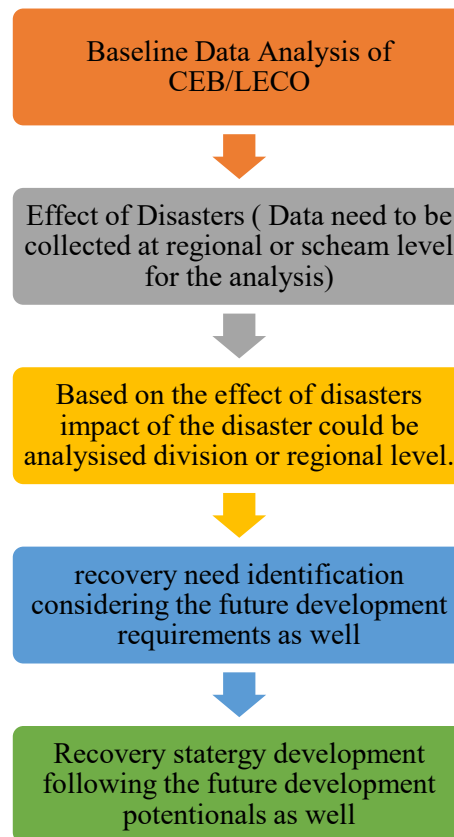 Baseline Data Analysis of
CEB/LECO
Effect of Disasters ( Data need to be
collected at regional or scheam level
for the analysis)
Based on the effect of disasters
impact of the disaster could be
analysised division or regional level.
recovery need identification
considering the future development
requirements as well
Recovery statergy development
following the future development
potentionals as well